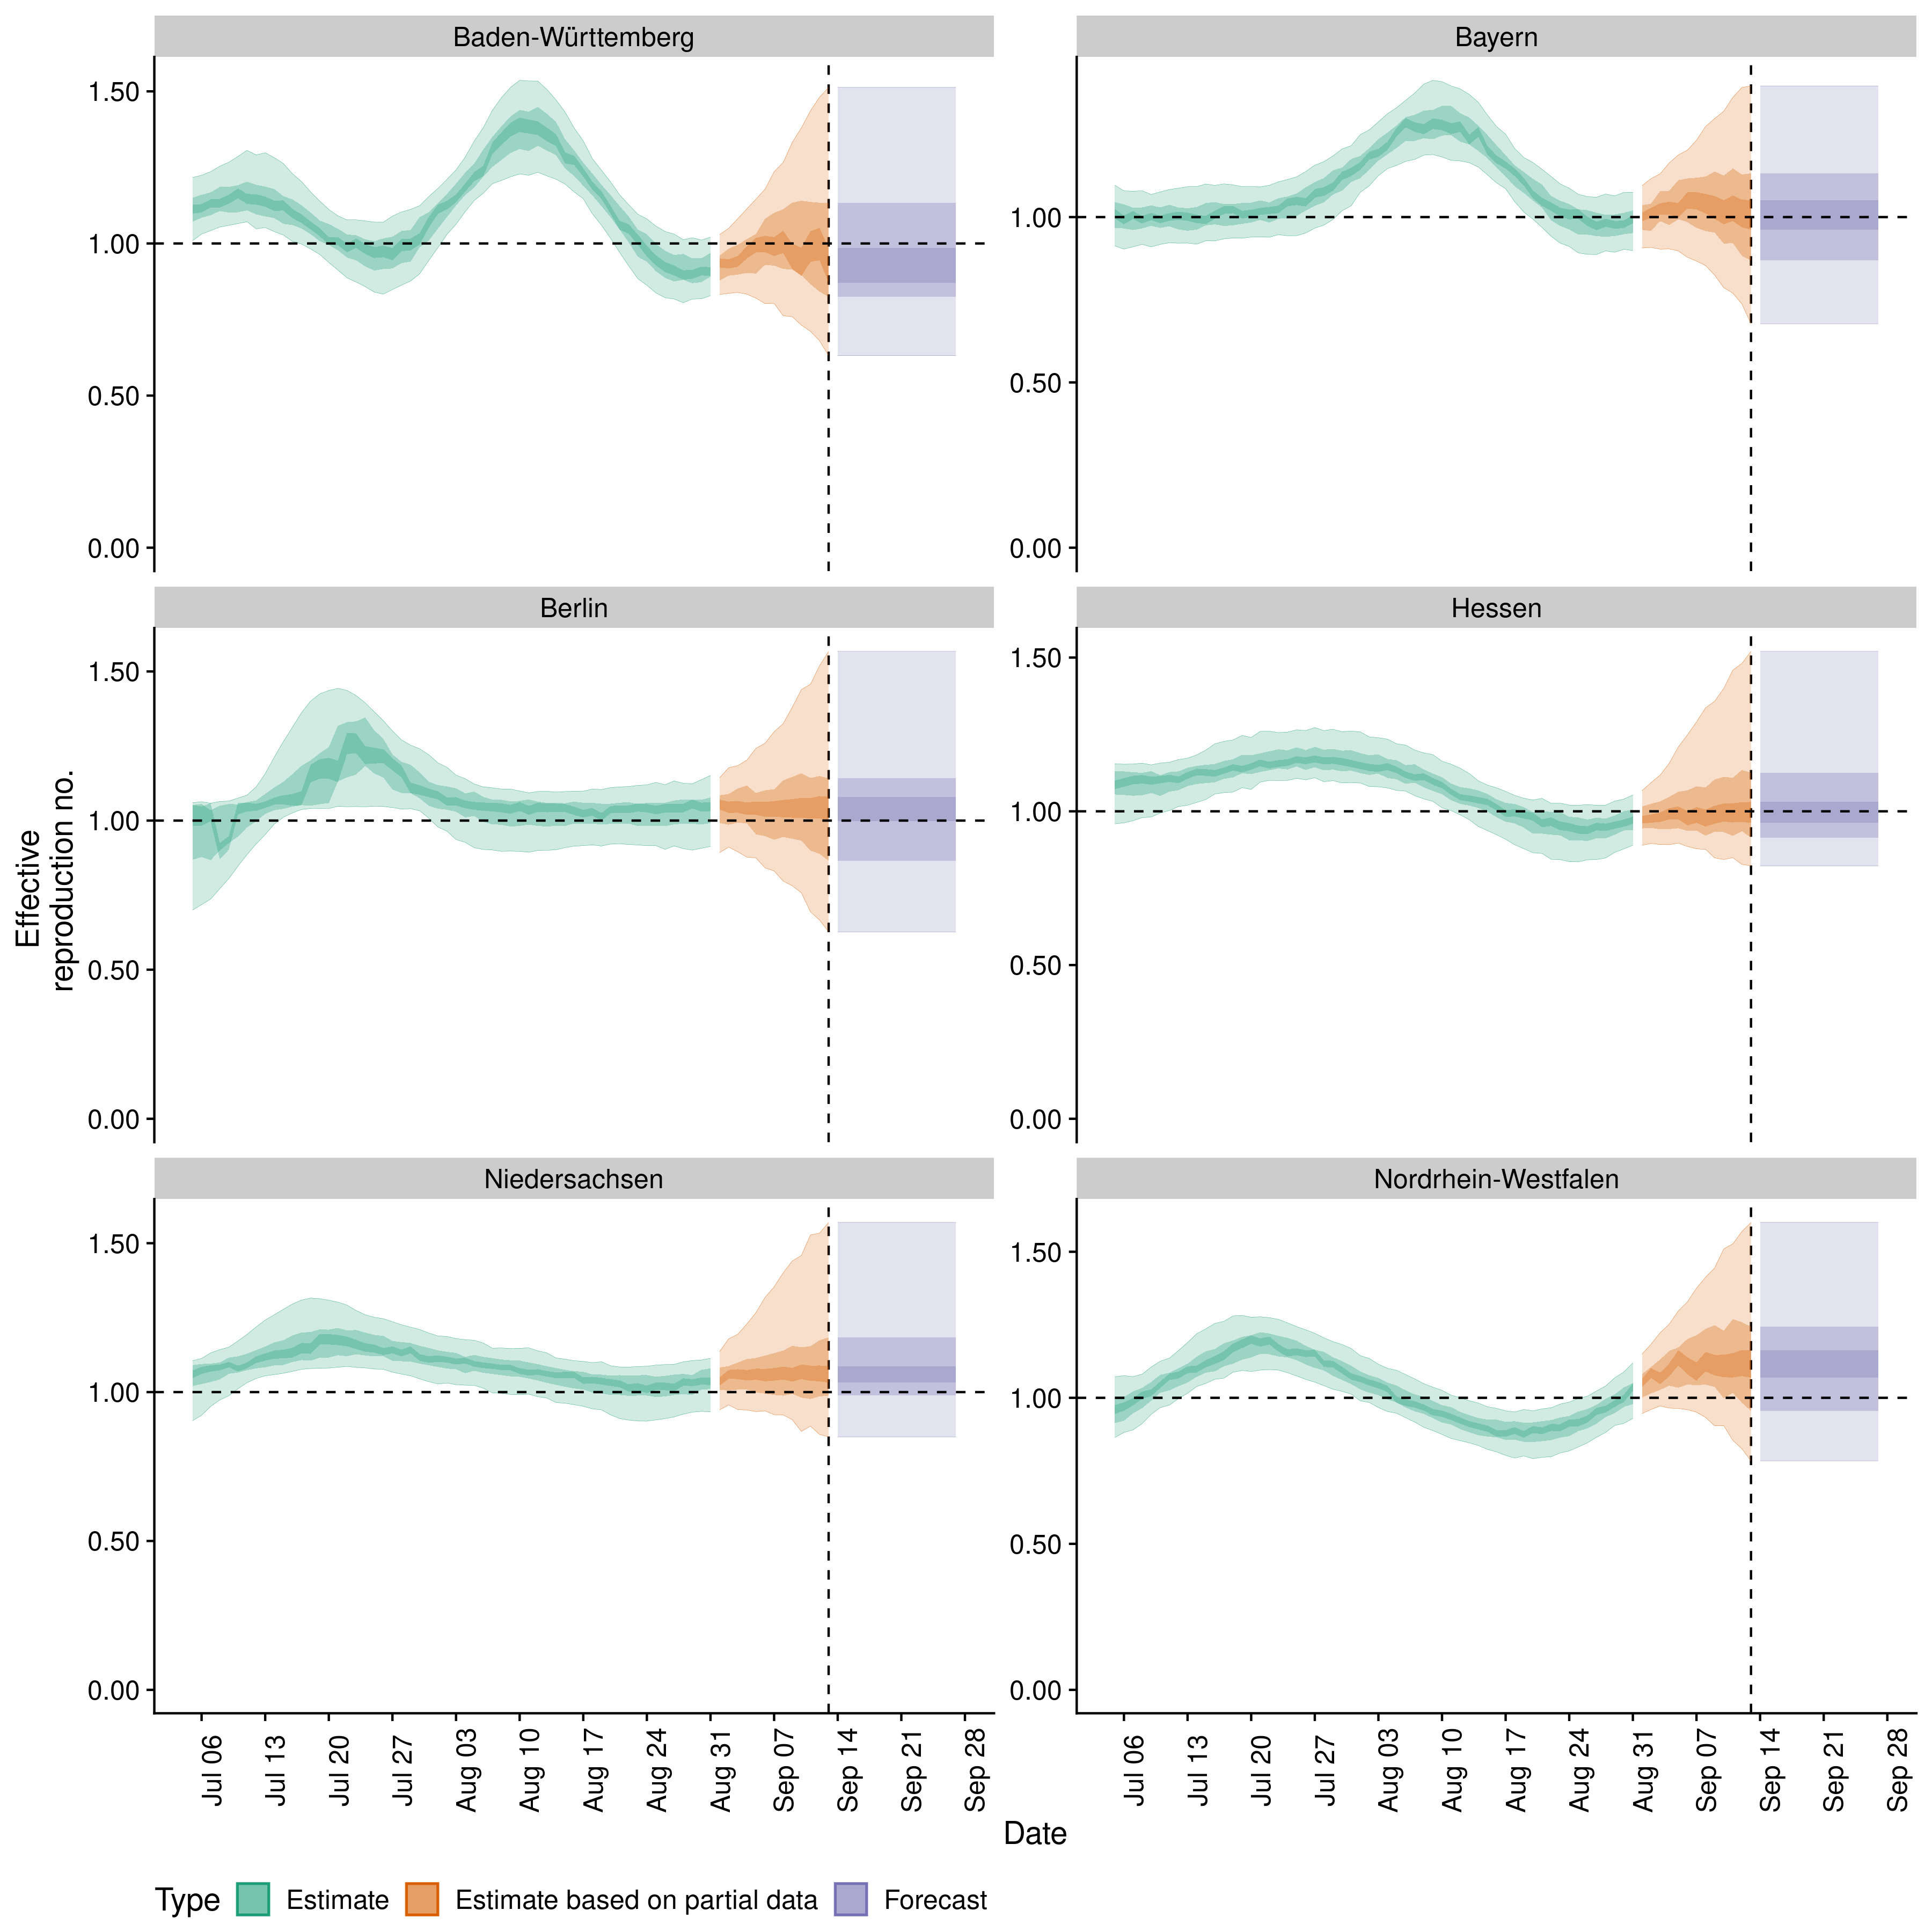 Baden-Württemberg
Bayern
1.50
1.00
0.50
0.00
1.00
0.50
0.00
Berlin
Hessen
1.50
1.00
0.50
0.00
1.50
1.00
0.50
0.00
Effective
reproduction no.
Niedersachsen
Nordrhein-Westfalen
1.50
1.00
0.50
0.00
1.50
1.00
0.50
0.00
Jul 06
Jul 13
Jul 20
Jul 27
Aug 03
Aug 10
Aug 17
Aug 24
Aug 31
Sep 07
Sep 14
Sep 21
Sep 28
Jul 06
Jul 13
Jul 20
Jul 27
Aug 03
Aug 10
Aug 17
Aug 24
Aug 31
Sep 07
Sep 14
Sep 21
Sep 28
Date
Type Estimate Estimate based on partial data Forecast